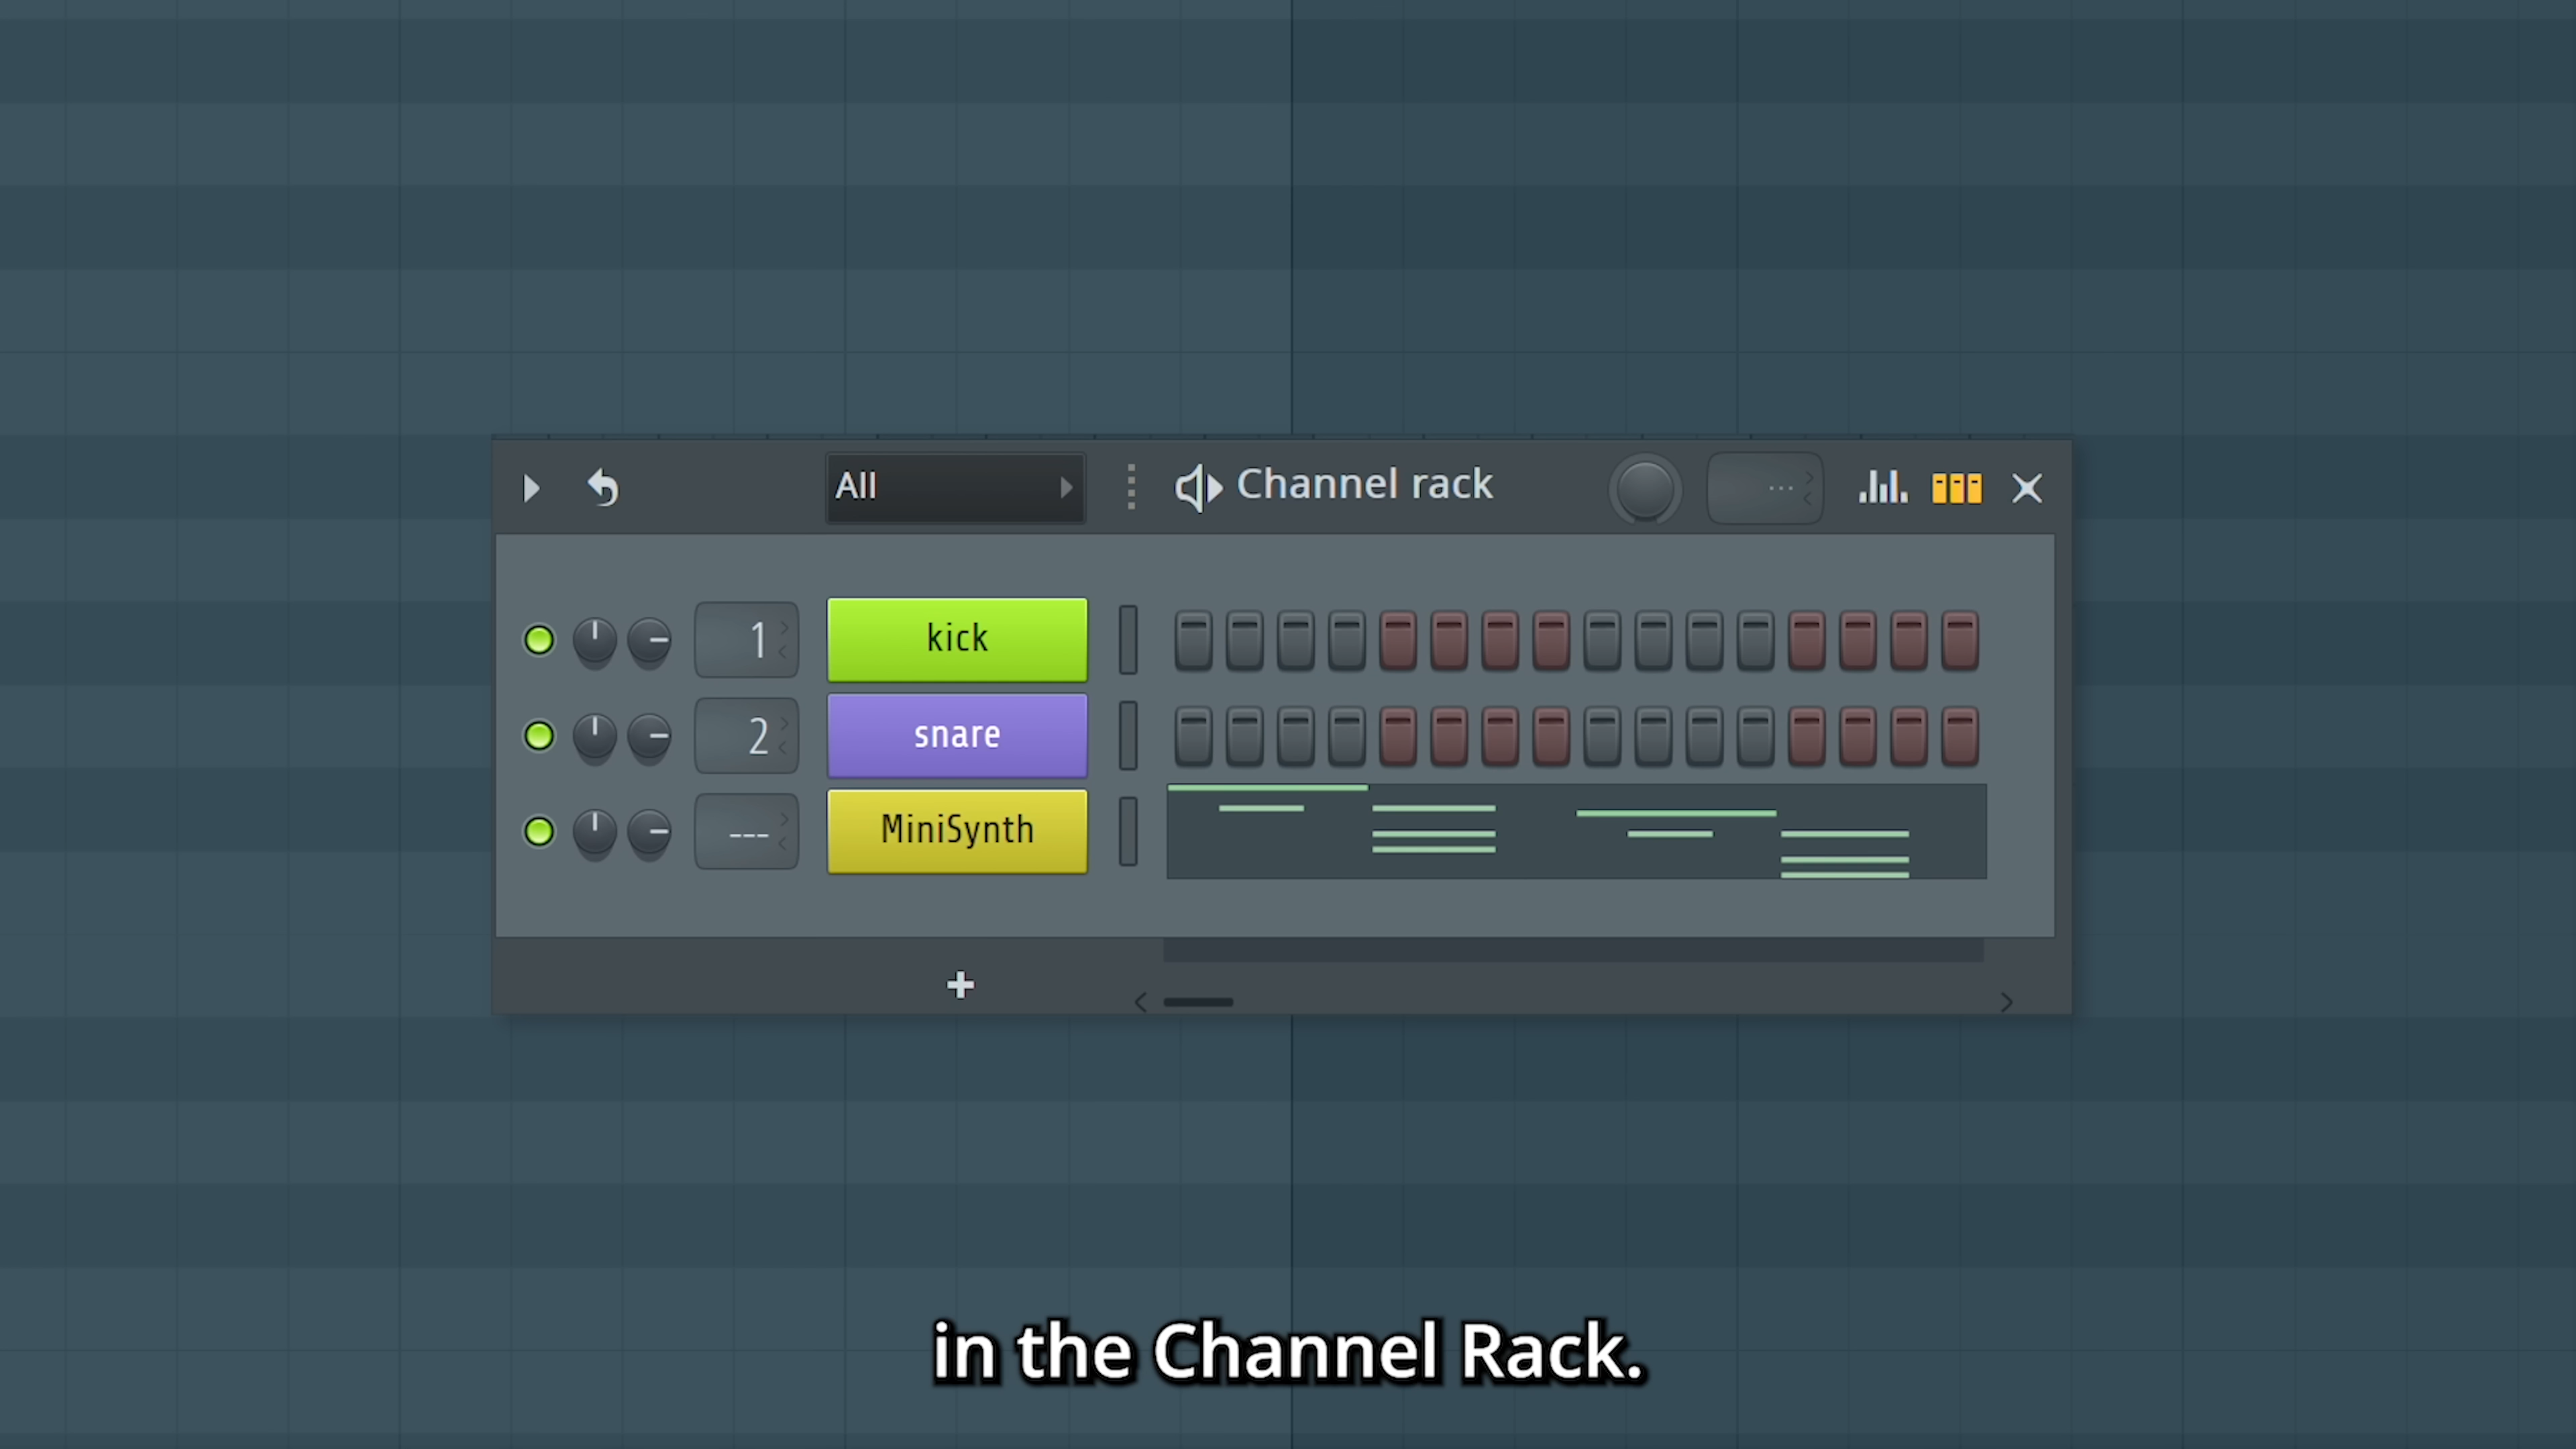 All
Channel rack
1
kick
2
snare
---
MiniSynth
in the Channel Rack.